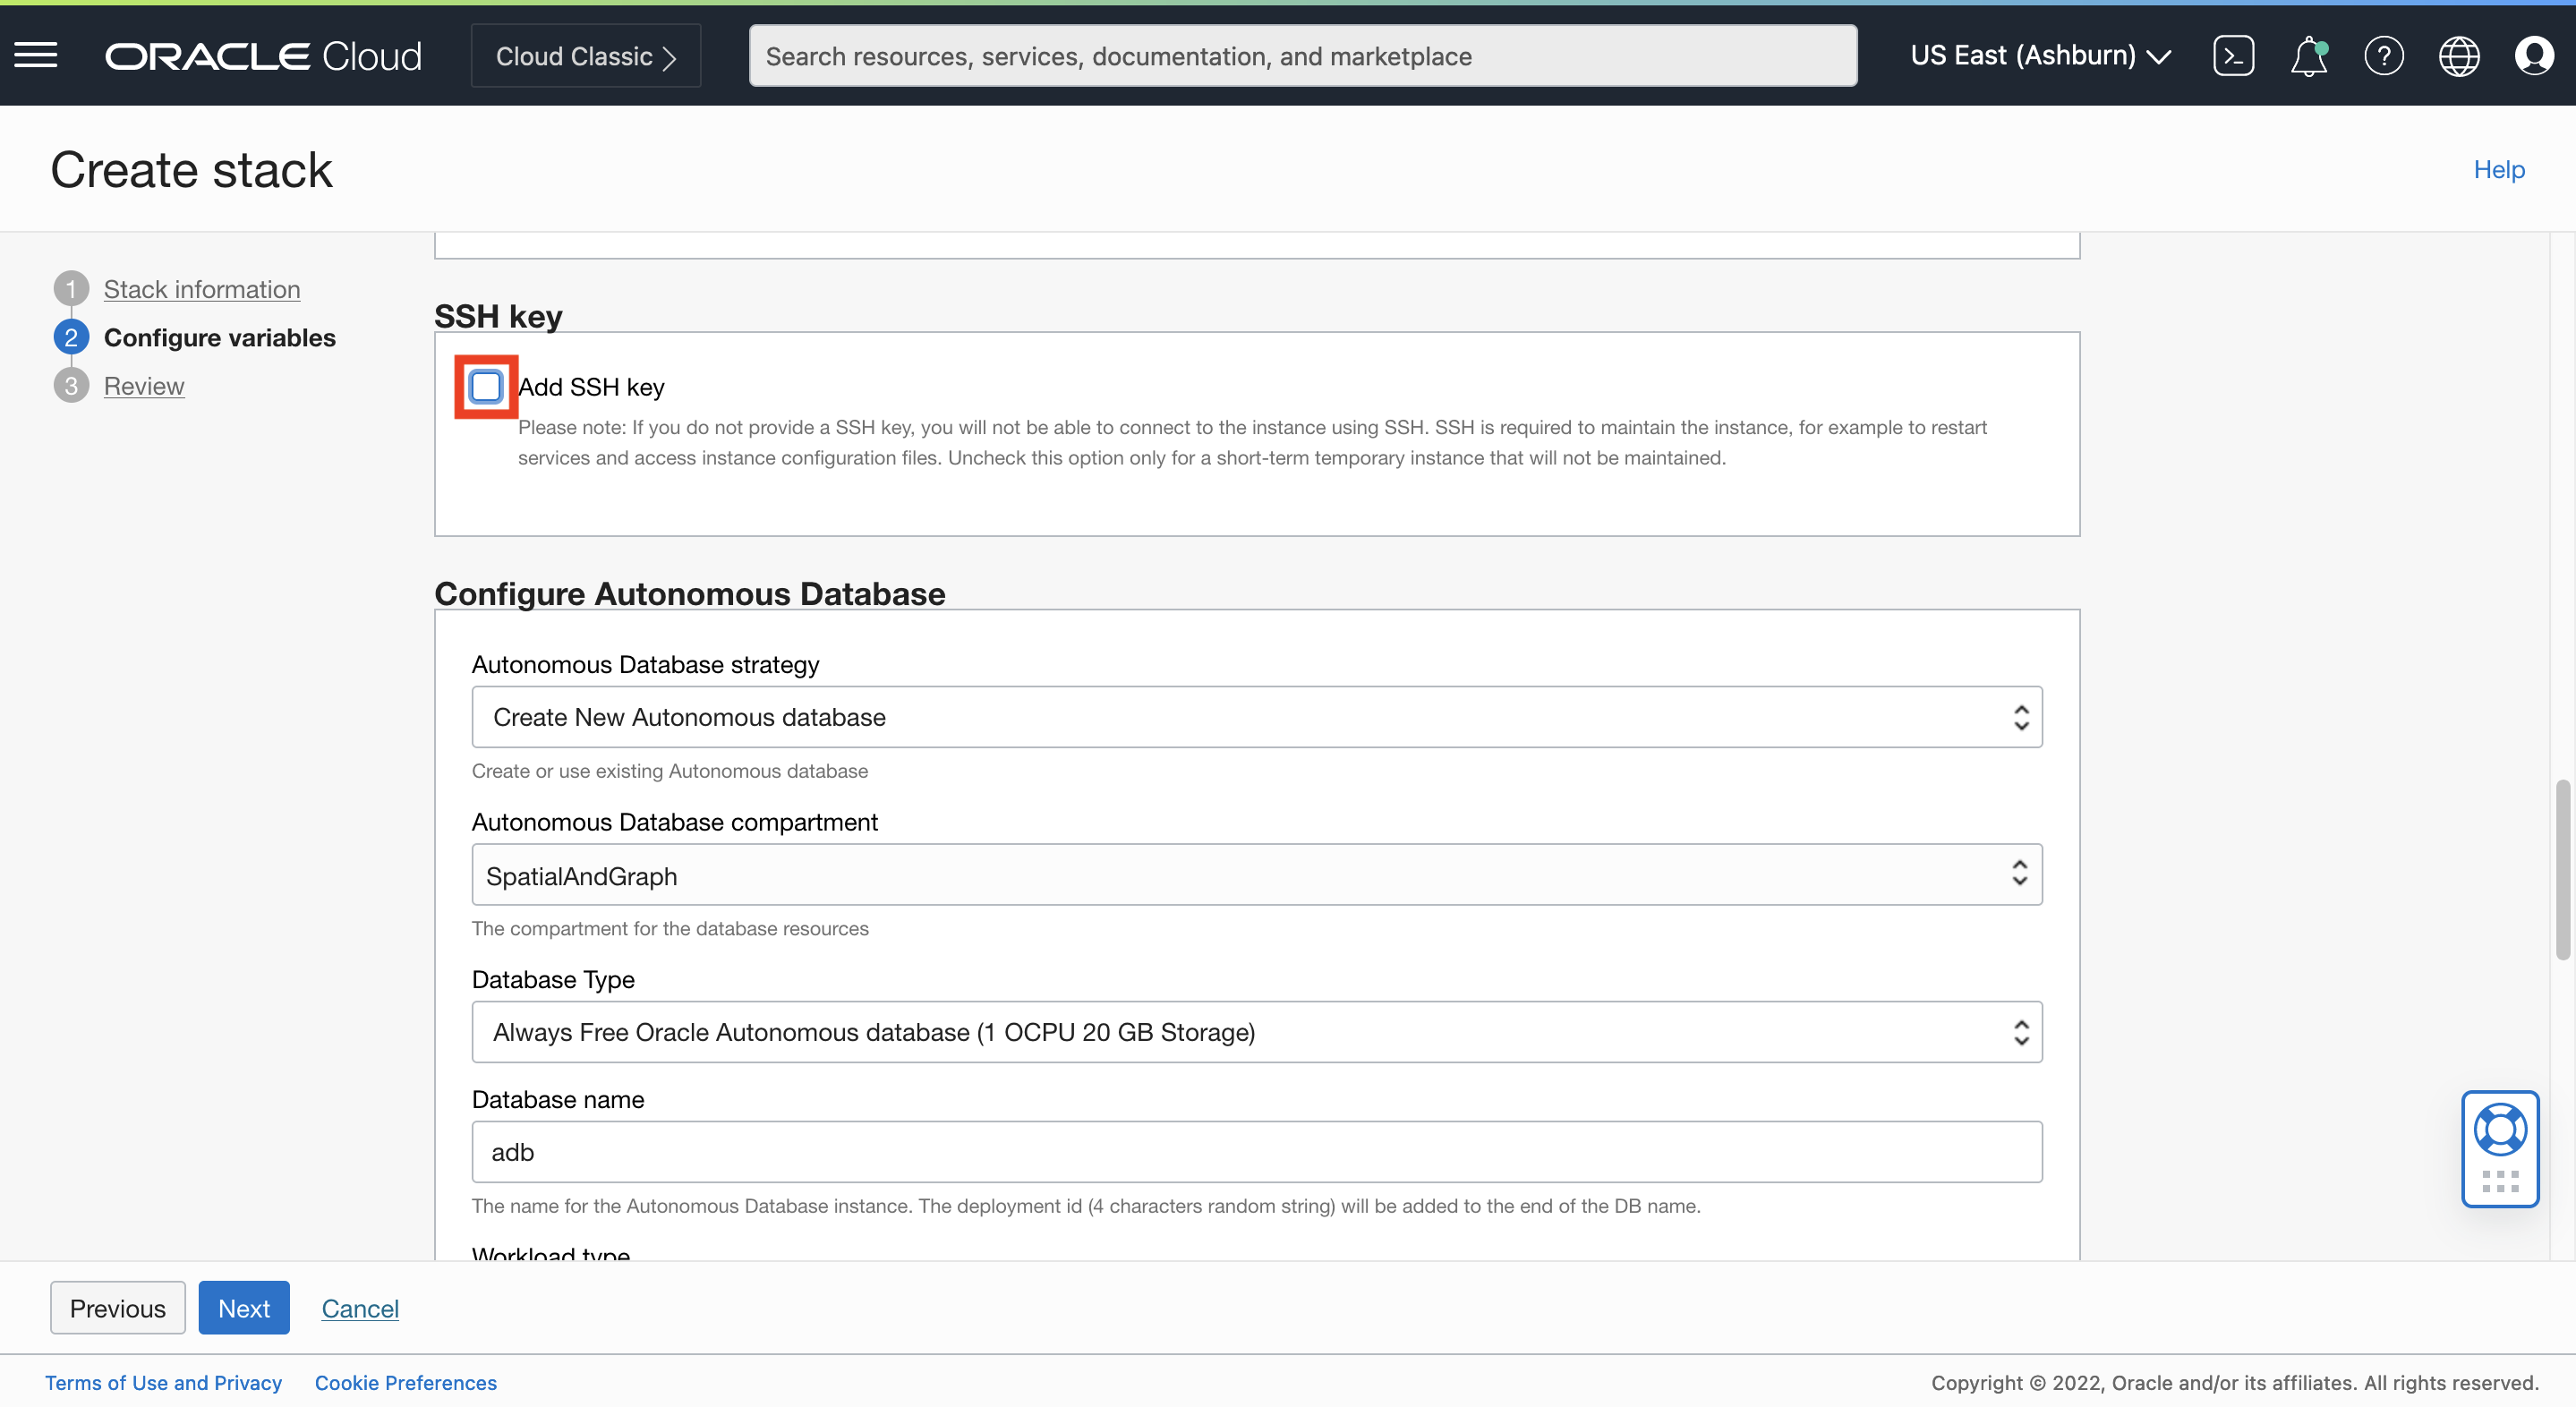 ORACLE Cloud
Cloud Classic
Search resources, services, documentation, and marketplace
US East (Ashburn)
Create stack
Help
1 Stack information
2 Configure variables
3 Review
SSH key
Add SSH key
Please note: If you do not provide a SSH key, you will not be able to connect to the instance using SSH. SSH is required to maintain the instance, for example to restart
services and access instance configuration files. Uncheck this option only for a short-term temporary instance that will not be maintained.
Configure Autonomous Database
Autonomous Database strategy
Create New Autonomous database
Create or use existing Autonomous database
Autonomous Database compartment
SpatialAndGraph
The compartment for the database resources
Database Type
Always Free Oracle Autonomous database (1 OCPU 20 GB Storage)
Database name
adb
The name for the Autonomous Database instance. The deployment id (4 characters random string) will be added to the end of the DB name.
Workload type
Previous
Next
Cancel
Terms of Use and Privacy
Cookie Preferences
Copyright © 2022, Oracle and/or its affiliates. All rights reserved.